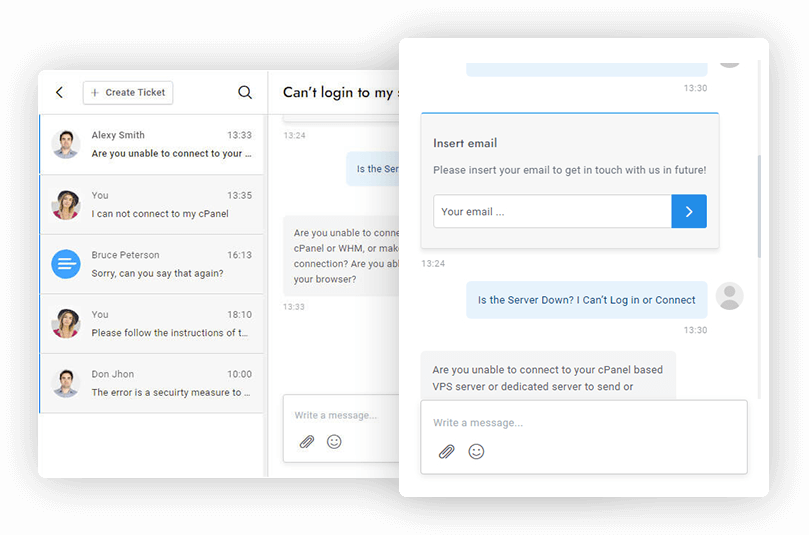 Create Ticket
Alexy Smith 13:33
Are you unable to connect to your ...
You 13:35
I can not connect to my cPanel
Bruce Peterson 16:13
Sorry, can you say that again?
You 18:10
Please follow the instructions of t...
Don Jhon 10:00
The error is a secuirty measure to ...
Can't login to my
13:24
Is the Ser
Are you unable to conne
cPanel or WHM, or mak
connection? Are you abl
your browser?
13:33
Write a message...
13:30
Insert email
Please insert your email to get in touch with us in future!
Your email ...
13:24
Is the Server Down? I Can't Log in or Connect
13:30
Are you unable to connect to your cPanel based
VPS server or dedicated server to send or
Write a message...